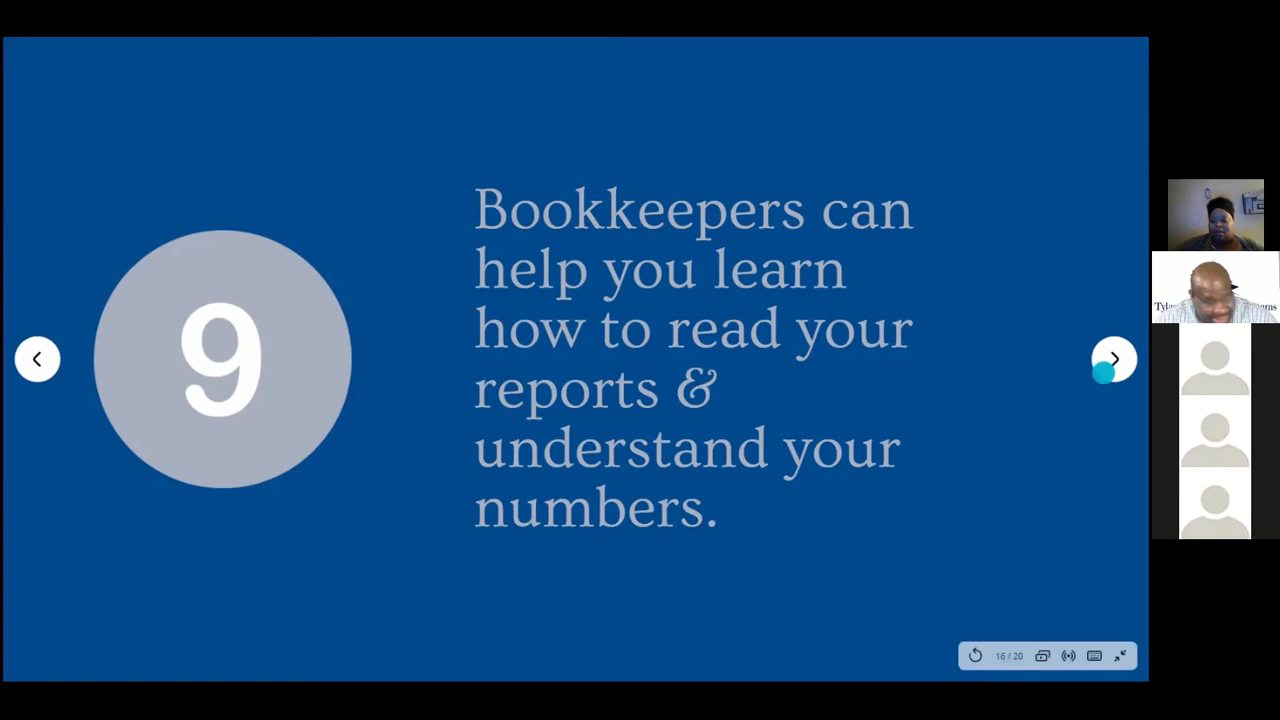 9
Bookkeepers can
help you learn
how to read your
reports &
understand your
numbers.
16 / 20